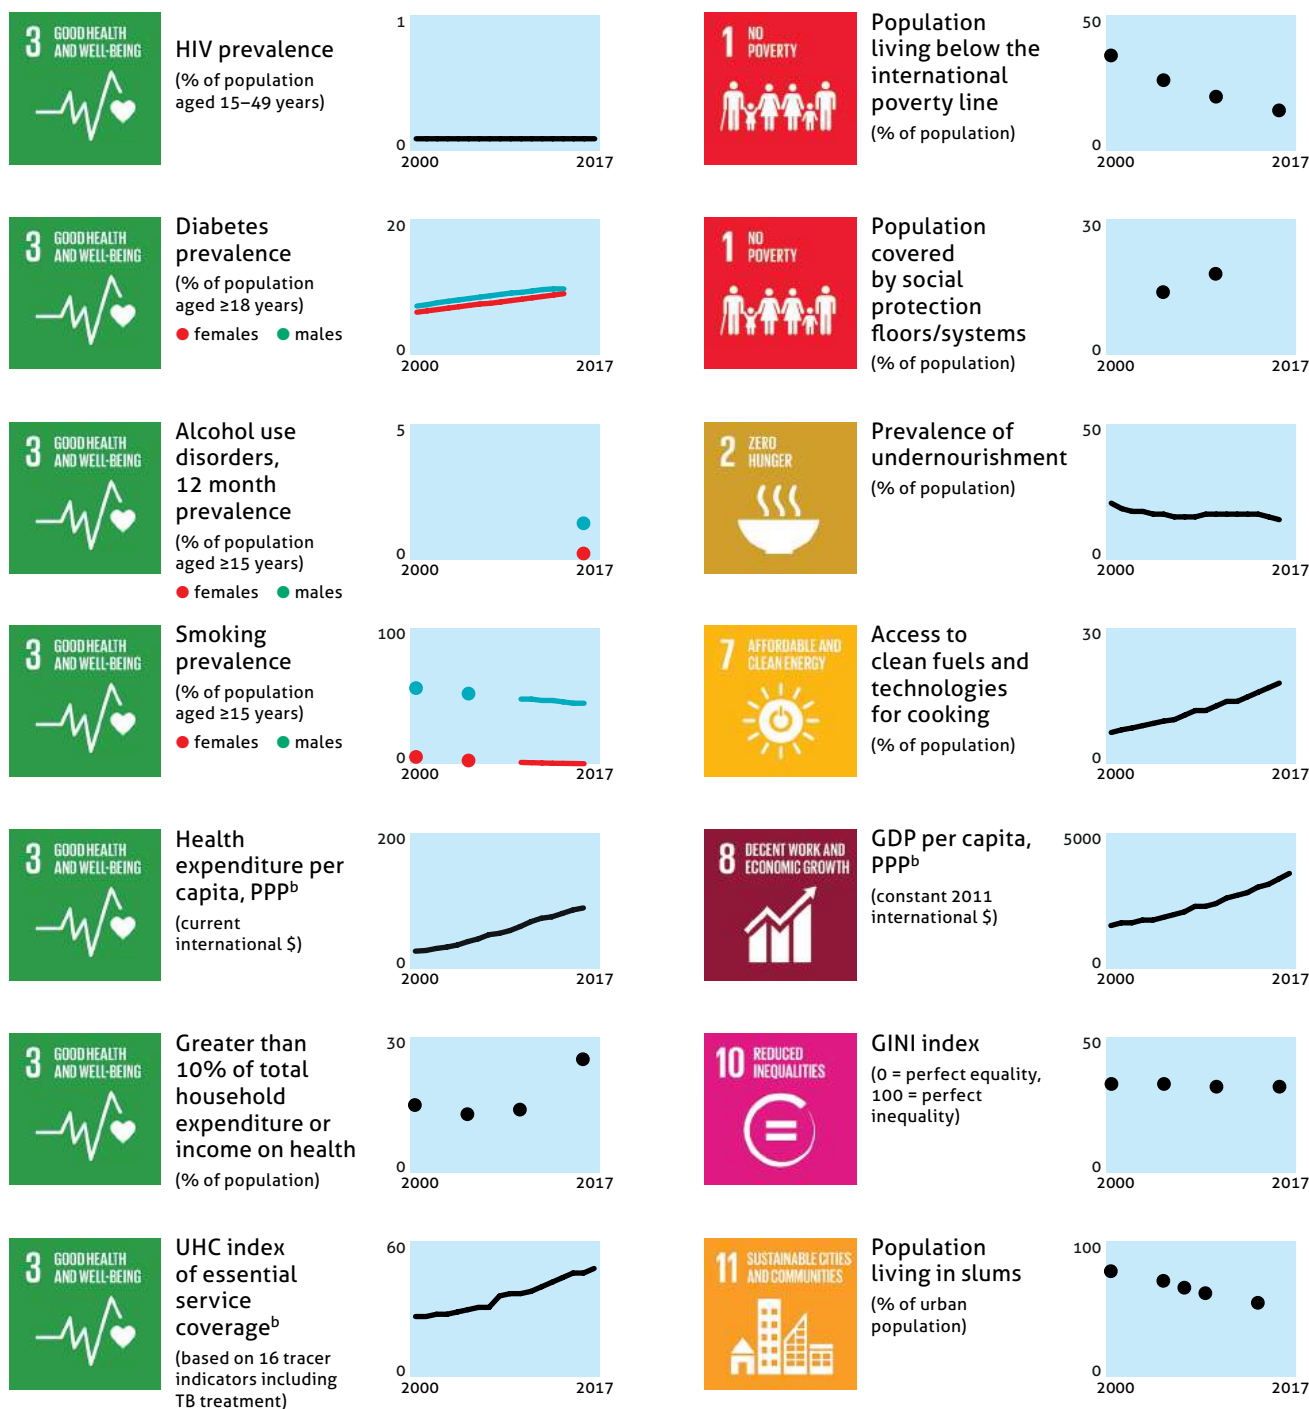 3 GOOD HEALTH
AND WELL-BEING
HIV prevalence
(% of population
aged 15–49 years)
1
0
2000 2017
3 GOOD HEALTH
AND WELL-BEING
Diabetes
prevalence
(% of population
aged ≥18 years)
females males
20
0
2000 2017
3 GOOD HEALTH
AND WELL-BEING
Alcohol use
disorders,
12 month
prevalence
(% of population
aged ≥15 years)
females males
5
0
2000 2017
3 GOOD HEALTH
AND WELL-BEING
Smoking
prevalence
(% of population
aged ≥15 years)
females males
100
0
2000 2017
3 GOOD HEALTH
AND WELL-BEING
Health
expenditure per
capita, PPPᵇ
(current
international $)
200
0
2000 2017
3 GOOD HEALTH
AND WELL-BEING
Greater than
10% of total
household
expenditure or
income on health
(% of population)
30
0
2000 2017
3 GOOD HEALTH
AND WELL-BEING
UHC index
of essential
service
coverageᵇ
(based on 16 tracer
indicators including
TB treatment)
60
0
2000 2017
1 NO
POVERTY
Population
living below the
international
poverty line
(% of population)
50
0
2000 2017
1 NO
POVERTY
Population
covered
by social
protection
floors/systems
(% of population)
30
0
2000 2017
2 ZERO
HUNGER
Prevalence of
undernourishment
(% of population)
50
0
2000 2017
7 AFFORDABLE AND
CLEAN ENERGY
Access to
clean fuels and
technologies
for cooking
(% of population)
30
0
2000 2017
8 DECENT WORK AND
ECONOMIC GROWTH
GDP per capita,
PPPᵇ
(constant 2011
international $)
5000
0
2000 2017
10 REDUCED
INEQUALITIES
GINI index
(0 = perfect equality,
100 = perfect
inequality)
50
0
2000 2017
11 SUSTAINABLE CITIES
AND COMMUNITIES
Population
living in slums
(% of urban
population)
100
0
2000 2017